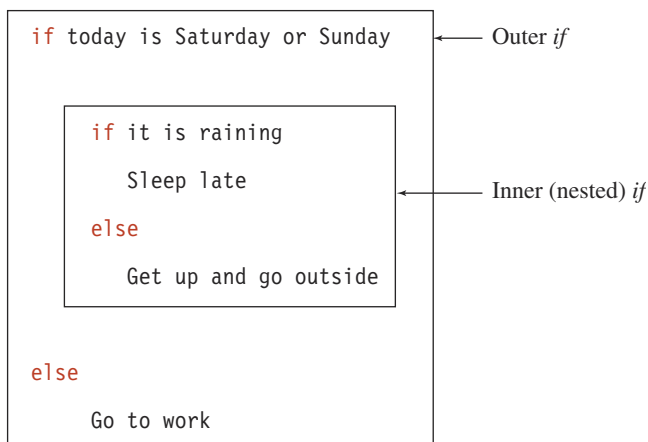 if today is Saturday or Sunday
Outer if
if it is raining
Sleep late
Inner (nested) if
else
Get up and go outside
else
Go to work